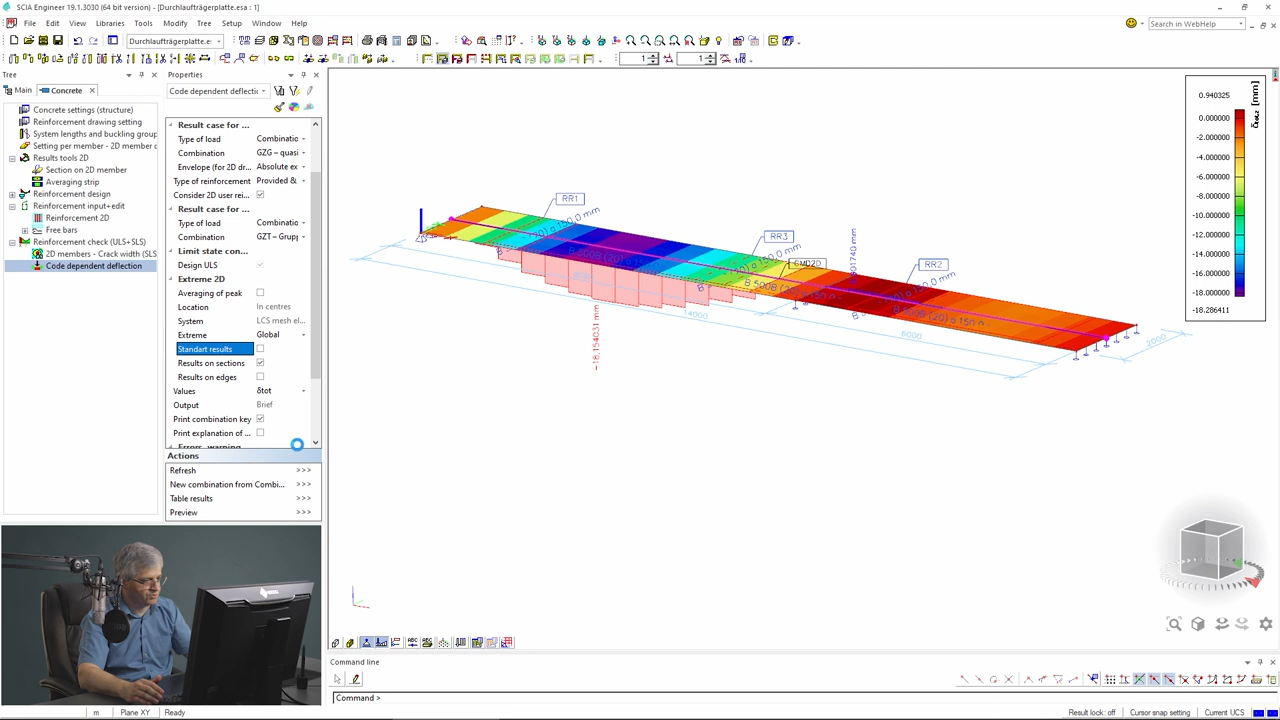 SCIA Engineer 19.1.3030 (64 bit version) - [Durchlaufträgerplatte.esa : 1]
File Edit View Libraries Tools Modify Tree Setup Window Help
Search in WebHelp
Durchlaufträgerplatte.e:
1 1
Tree
Main Concrete
Concrete settings (structure)
Reinforcement drawing setting
System lengths and buckling group
Setting per member - 2D member c
Results tools 2D
Section on 2D member
Averaging strip
Reinforcement design
Reinforcement input+edit
Reinforcement 2D
Free bars
Reinforcement check (ULS+SLS)
2D members - Crack width (SLS
Code dependent deflection
Properties
Code dependent deflectic
Result case for ...
Type of load Combinatio
Combination GZG – quasi
Envelope (for 2D dr... Absolute ex
Type of reinforcement Provided &
Consider 2D user rei...
Result case for ...
Type of load Combinatio
Combination GZT – Grupp
Limit state con...
Design ULS
Extreme 2D
Averaging of peak
Location In centres
System LCS mesh el...
Extreme Global
Standart results
Results on sections
Results on edges
Values δtot
Output Brief
Print combination key
Print explanation of ...
Errors, warning
Actions
Refresh >>>
New combination from Combi... >>>
Table results >>>
Preview >>>
RR1
RR3
RR2
CMD2D
-18.154031 mm
14000
6000
2000
0.940325
0.000000
-2.000000
-4.000000
-6.000000
-8.000000
-10.000000
-12.000000
-14.000000
-16.000000
-18.000000
-18.286411
Command line
Command >
m Plane XY Ready
Result lock: off Cursor snap setting Current UCS